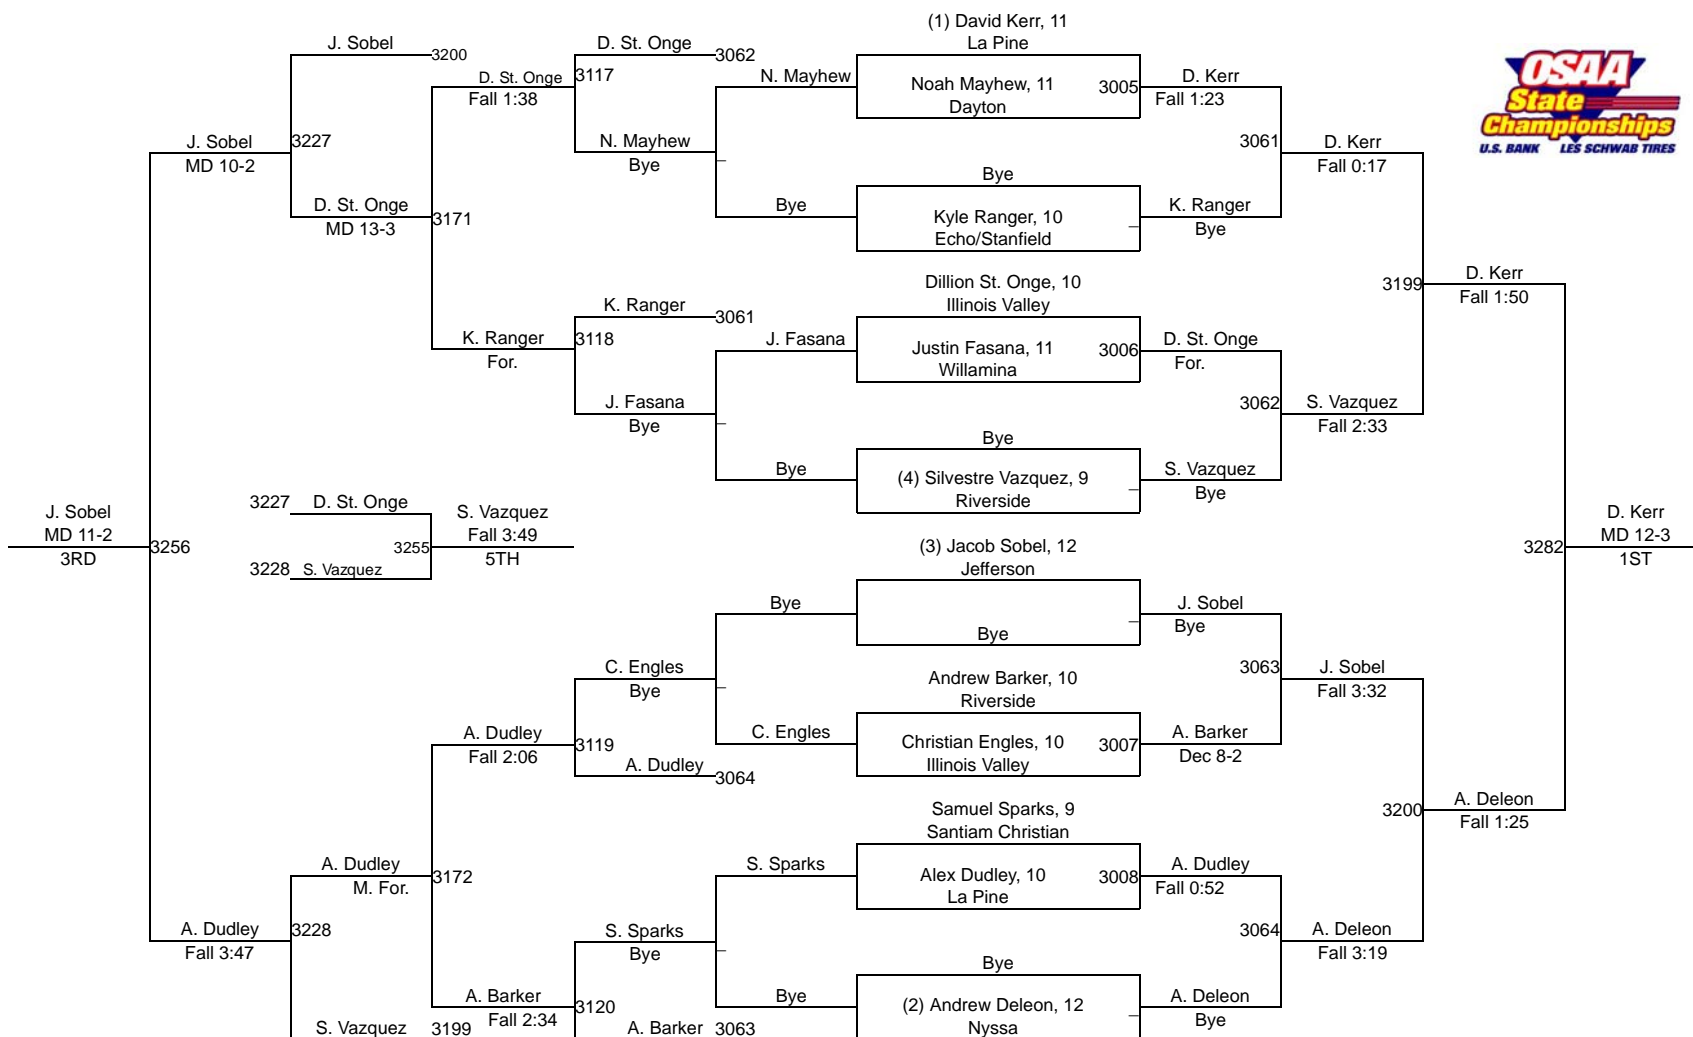 (1) David Kerr, 11
La Pine
J. Sobel
3200
D. St. Onge
3062
D. St. Onge
3117
Fall 1:38
N. Mayhew
Noah Mayhew, 11
3005
Dayton
D. Kerr
Fall 1:23
OSAA
State
Championships
U.S. BANK LES SCHWAB TIRES
J. Sobel
3227
MD 10-2
N. Mayhew
Bye
3061
D. Kerr
Fall 0:17
Bye
D. St. Onge
MD 13-3
3171
Bye
Kyle Ranger, 10
Echo/Stanfield
K. Ranger
Bye
Dillion St. Onge, 10
Illinois Valley
3199
D. Kerr
Fall 1:50
K. Ranger
3061
K. Ranger
3118
For.
J. Fasana
Justin Fasana, 11
3006
Willamina
D. St. Onge
For.
J. Fasana
Bye
3062
S. Vazquez
Fall 2:33
Bye
Bye
(4) Silvestre Vazquez, 9
Riverside
S. Vazquez
Bye
J. Sobel
MD 11-2
3RD
3256
3227
D. St. Onge
3228
S. Vazquez
3255
S. Vazquez
Fall 3:49
5TH
(3) Jacob Sobel, 12
Jefferson
3282
D. Kerr
MD 12-3
1ST
Bye
Bye
J. Sobel
Bye
C. Engles
Bye
Andrew Barker, 10
Riverside
3063
J. Sobel
Fall 3:32
A. Dudley
3119
Fall 2:06
C. Engles
Christian Engles, 10
3007
Illinois Valley
A. Barker
Dec 8-2
A. Dudley
3064
Samuel Sparks, 9
Santiam Christian
3200
A. Deleon
Fall 1:25
A. Dudley
3172
M. For.
S. Sparks
Alex Dudley, 10
3008
La Pine
A. Dudley
Fall 0:52
A. Dudley
3228
Fall 3:47
S. Sparks
Bye
3064
A. Deleon
Fall 3:19
Bye
A. Barker
3120
Fall 2:34
Bye
(2) Andrew Deleon, 12
Nyssa
A. Deleon
Bye
S. Vazquez
3199
A. Barker
3063